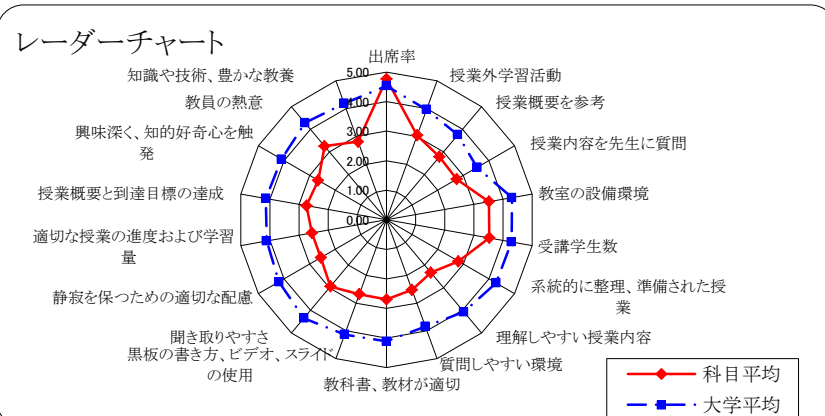 レーダーチャート
出席率
授業外学習活動
授業概要を参考
授業内容を先生に質問
教室の設備環境
受講学生数
系統的に整理、準備された授
業
理解しやすい授業内容
質問しやすい環境
教科書、教材が適切
黒板の書き方、ビデオ、スライド
の使用
聞き取りやすさ
静寂を保つための適切な配慮
適切な授業の進度および学習
量
授業概要と到達目標の達成
興味深く、知的好奇心を触
発
教員の熱意
知識や技術、豊かな教養
5.00
4.00
3.00
2.00
1.00
0.00
科目平均
大学平均